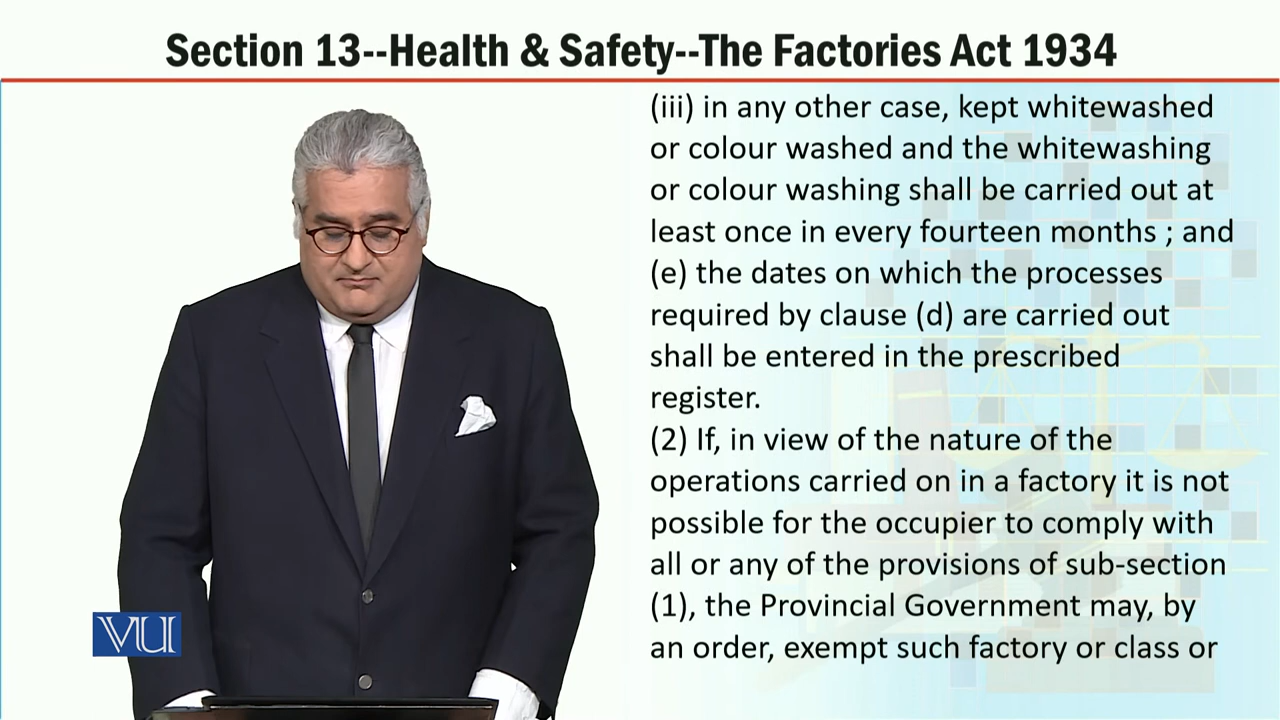 Section 13--Health & Safety--The Factories Act 1934
(iii) in any other case, kept whitewashed
or colour washed and the whitewashing
or colour washing shall be carried out at
least once in every fourteen months ; and
(e) the dates on which the processes
required by clause (d) are carried out
shall be entered in the prescribed
register.
(2) If, in view of the nature of the
operations carried on in a factory it is not
possible for the occupier to comply with
all or any of the provisions of sub-section
(1), the Provincial Government may, by
an order, exempt such factory or class or
VU